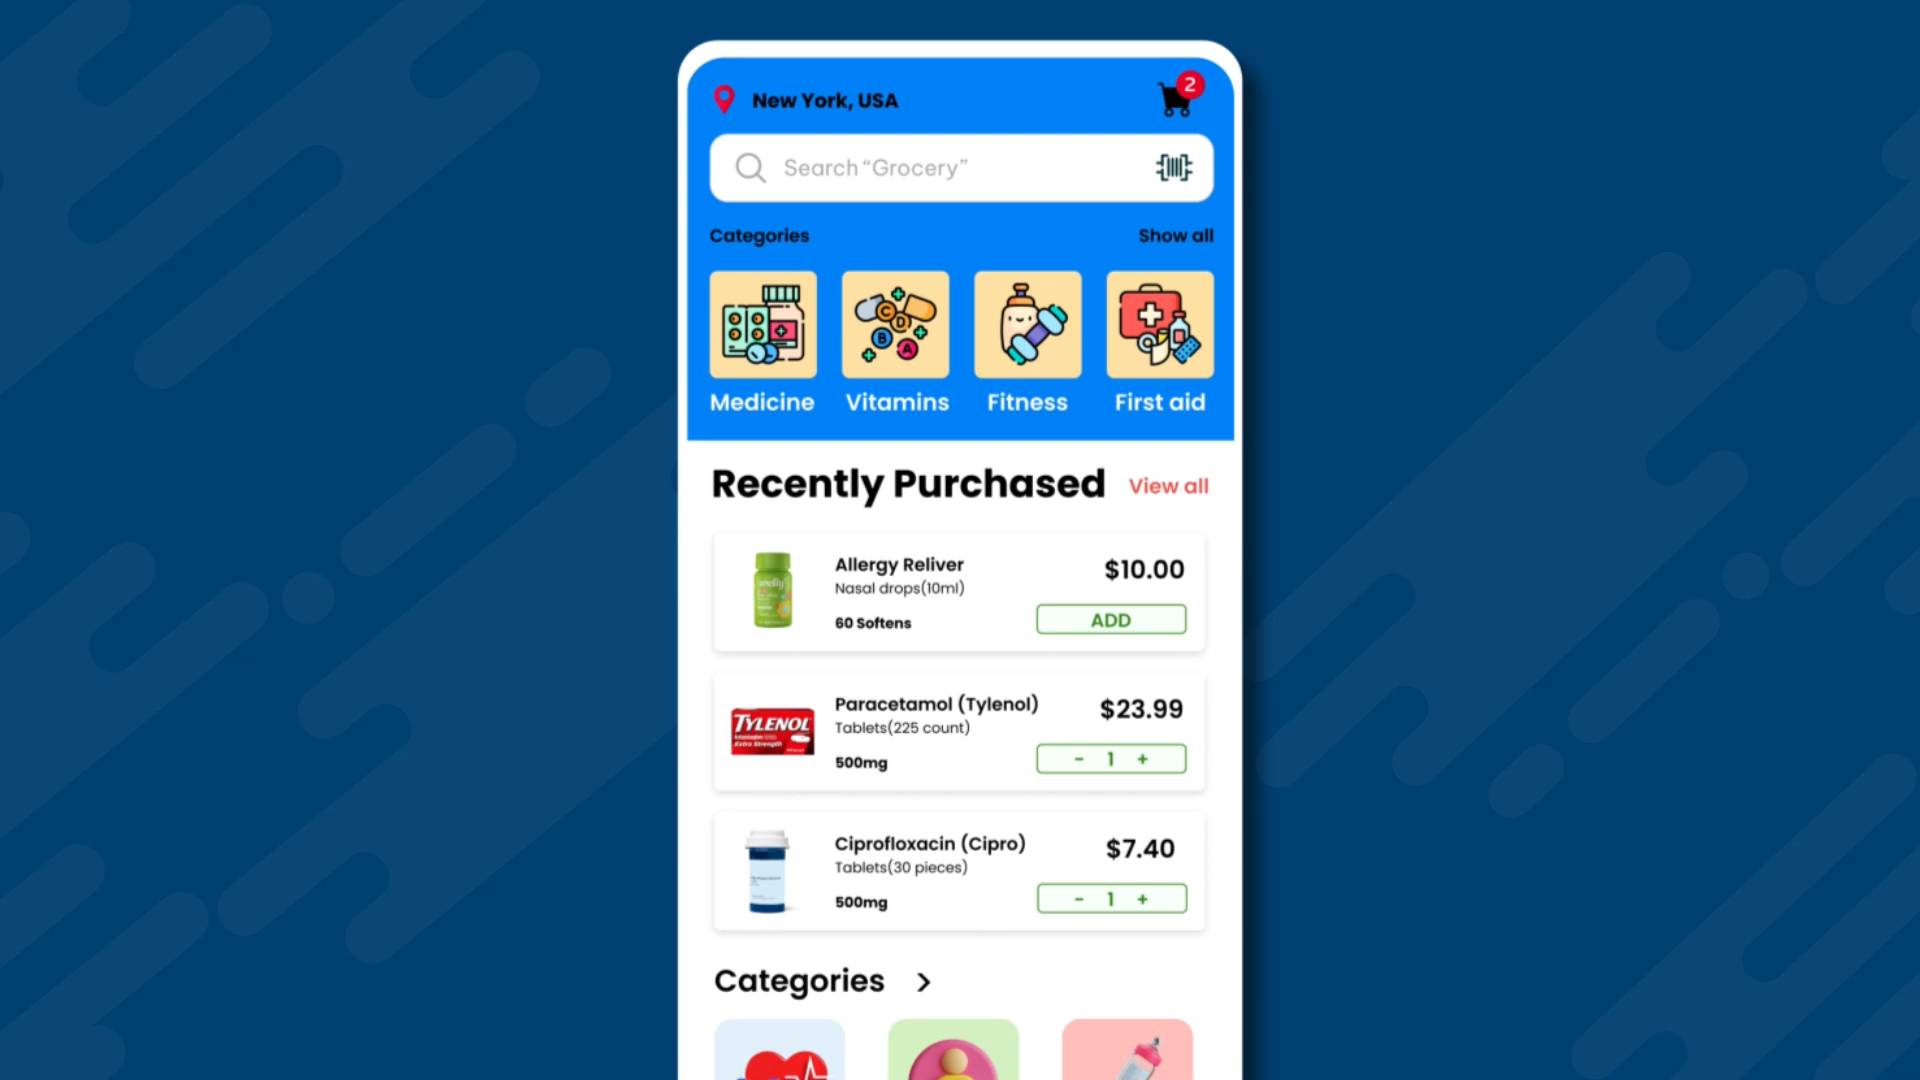 New York, USA
2
Search “Grocery”
Categories
Show all
C
D
B
A
Medicine
Vitamins
Fitness
First aid
Recently Purchased
View all
welly
Allergy Reliver
Nasal drops(10ml)
60 Softens
$10.00
ADD
TYLENOL
Extra Strength
Paracetamol (Tylenol)
Tablets(225 count)
500mg
$23.99
- 1 +
Ciprofloxacin (Cipro)
Tablets(30 pieces)
500mg
$7.40
- 1 +
Categories >